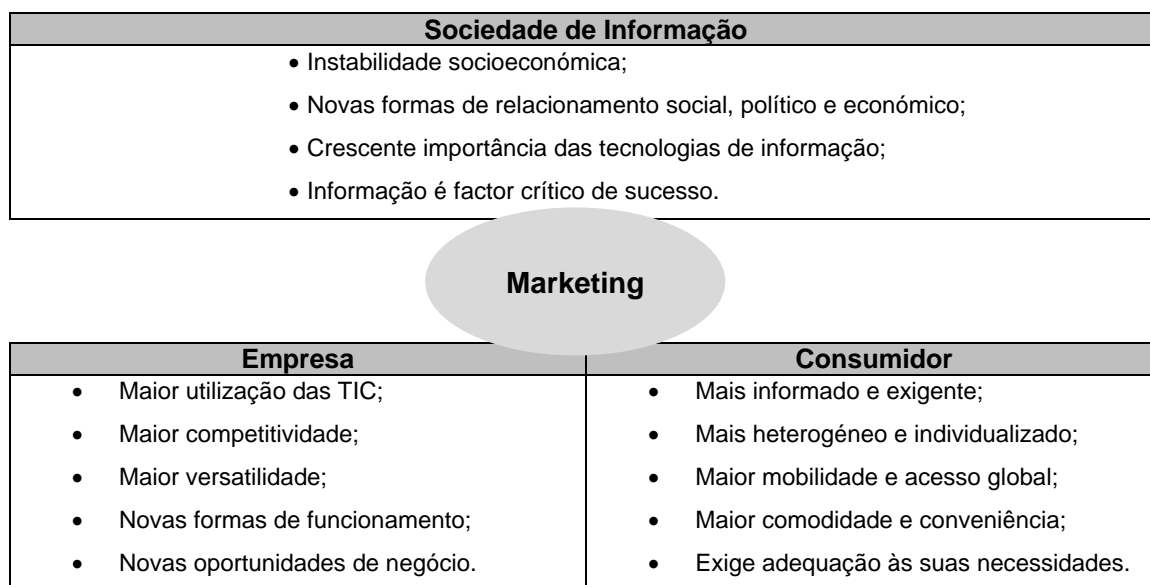 Sociedade de Informação
• Instabilidade socioeconómica;
• Novas formas de relacionamento social, político e económico;
• Crescente importância das tecnologias de informação;
• Informação é factor crítico de sucesso.
Marketing
Empresa
• Maior utilização das TIC;
• Maior competitividade;
• Maior versatilidade;
• Novas formas de funcionamento;
• Novas oportunidades de negócio.
Consumidor
• Mais informado e exigente;
• Mais heterogéneo e individualizado;
• Maior mobilidade e acesso global;
• Maior comodidade e conveniência;
• Exige adequação às suas necessidades.